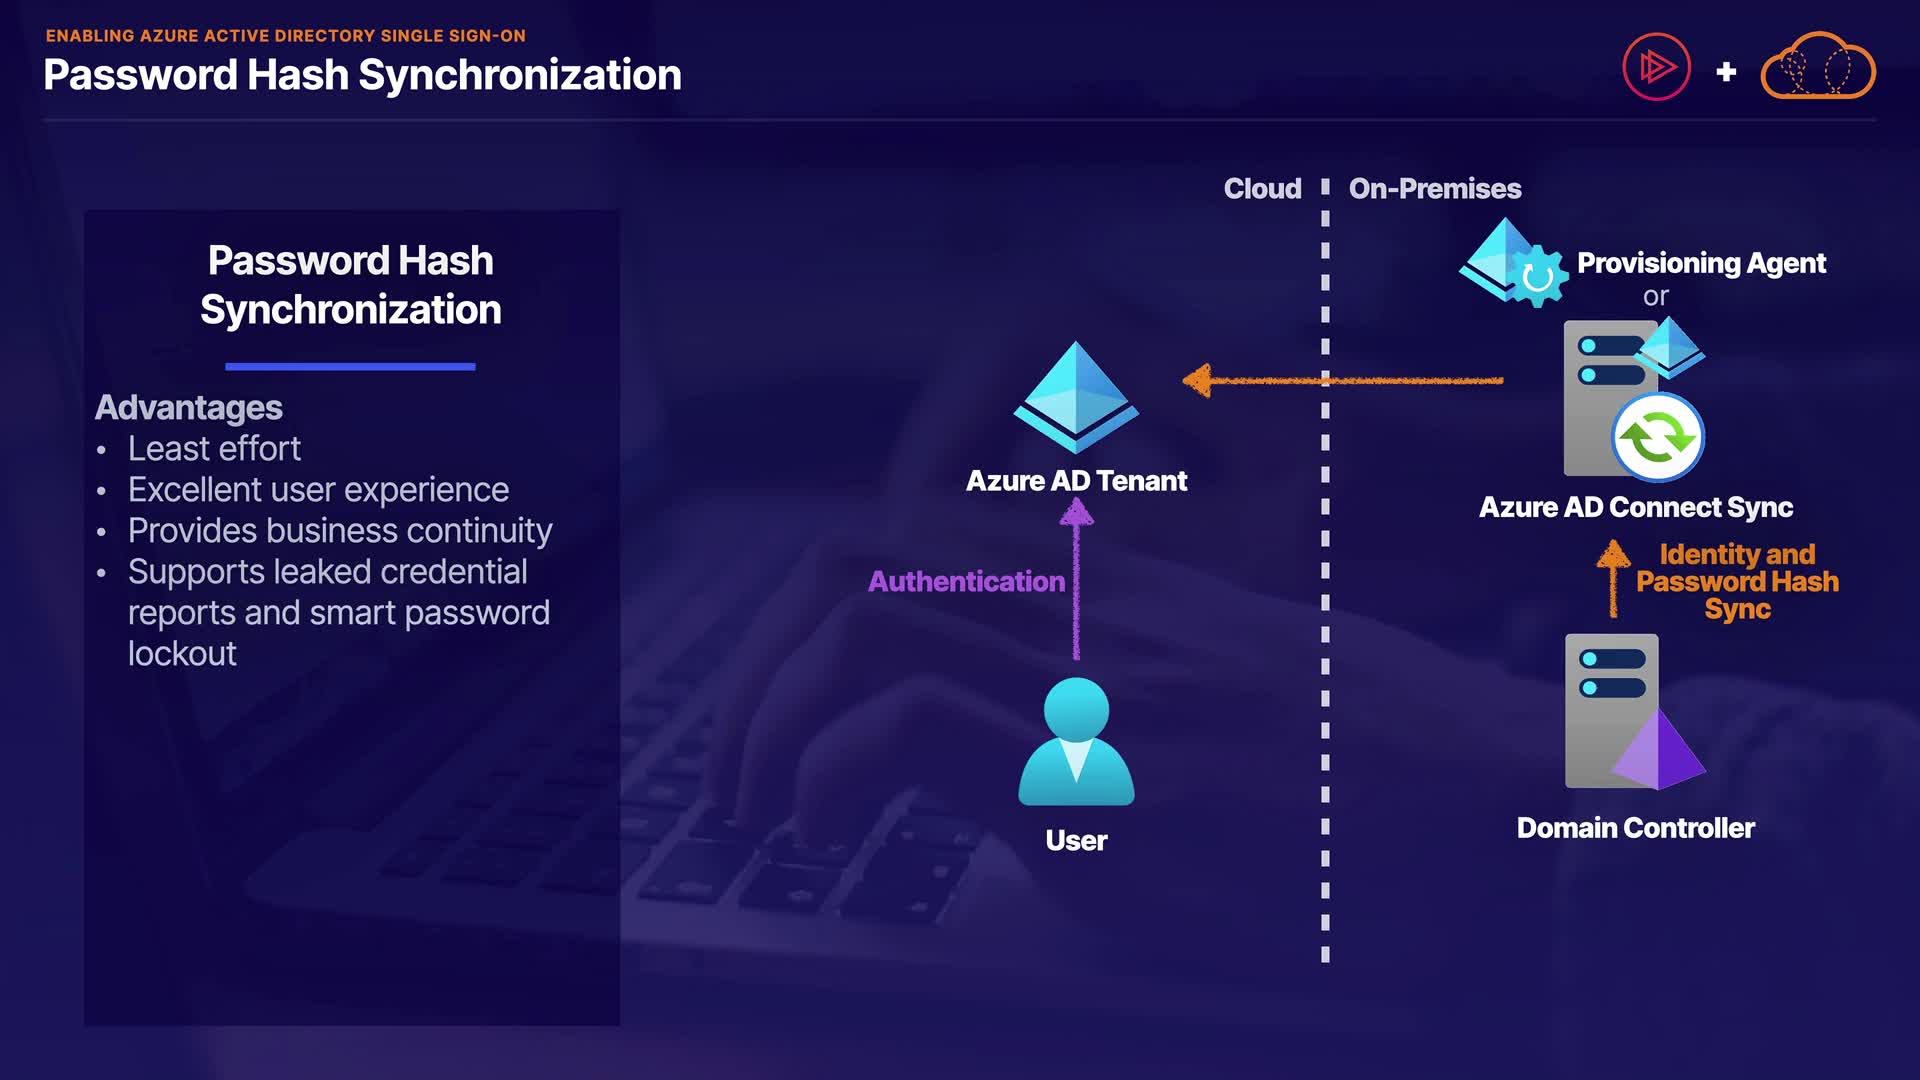 ENABLING AZURE ACTIVE DIRECTORY SINGLE SIGN-ON
Password Hash Synchronization
Password Hash
Synchronization
Advantages
• Least effort
• Excellent user experience
• Provides business continuity
• Supports leaked credential
reports and smart password
lockout
Cloud
On-Premises
Provisioning Agent
or
Azure AD Connect Sync
Identity and
Password Hash
Sync
Domain Controller
Azure AD Tenant
Authentication
User